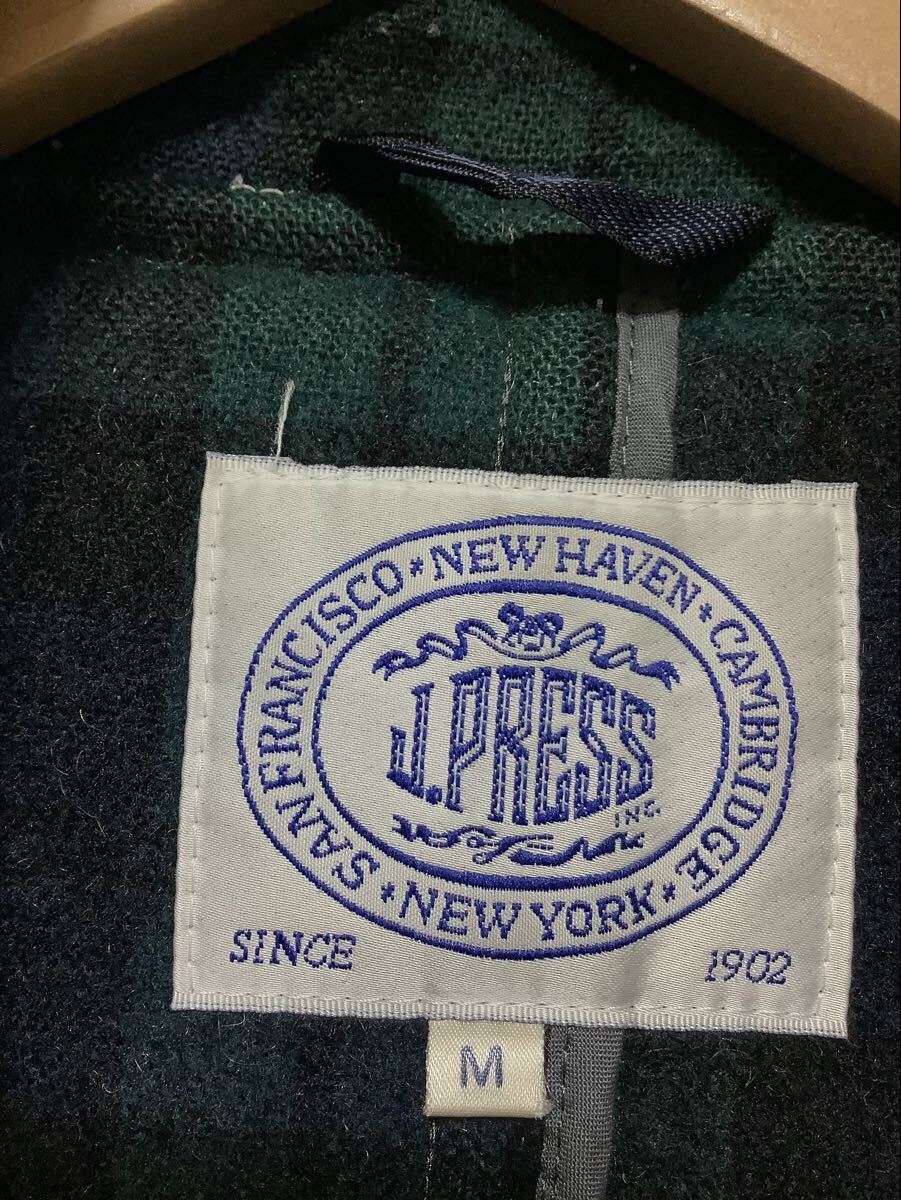 SAN FRANCISCO * NEW HAVEN * CAMBRIDGE * NEW YORK *
J.PRESS
INC.
SINCE 1902
M